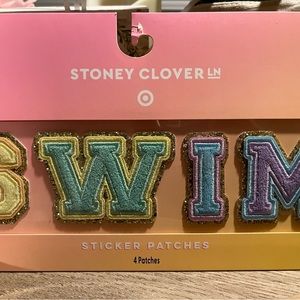 STONEY CLOVER LN
SWIM
STICKER PATCHES
4 Patches